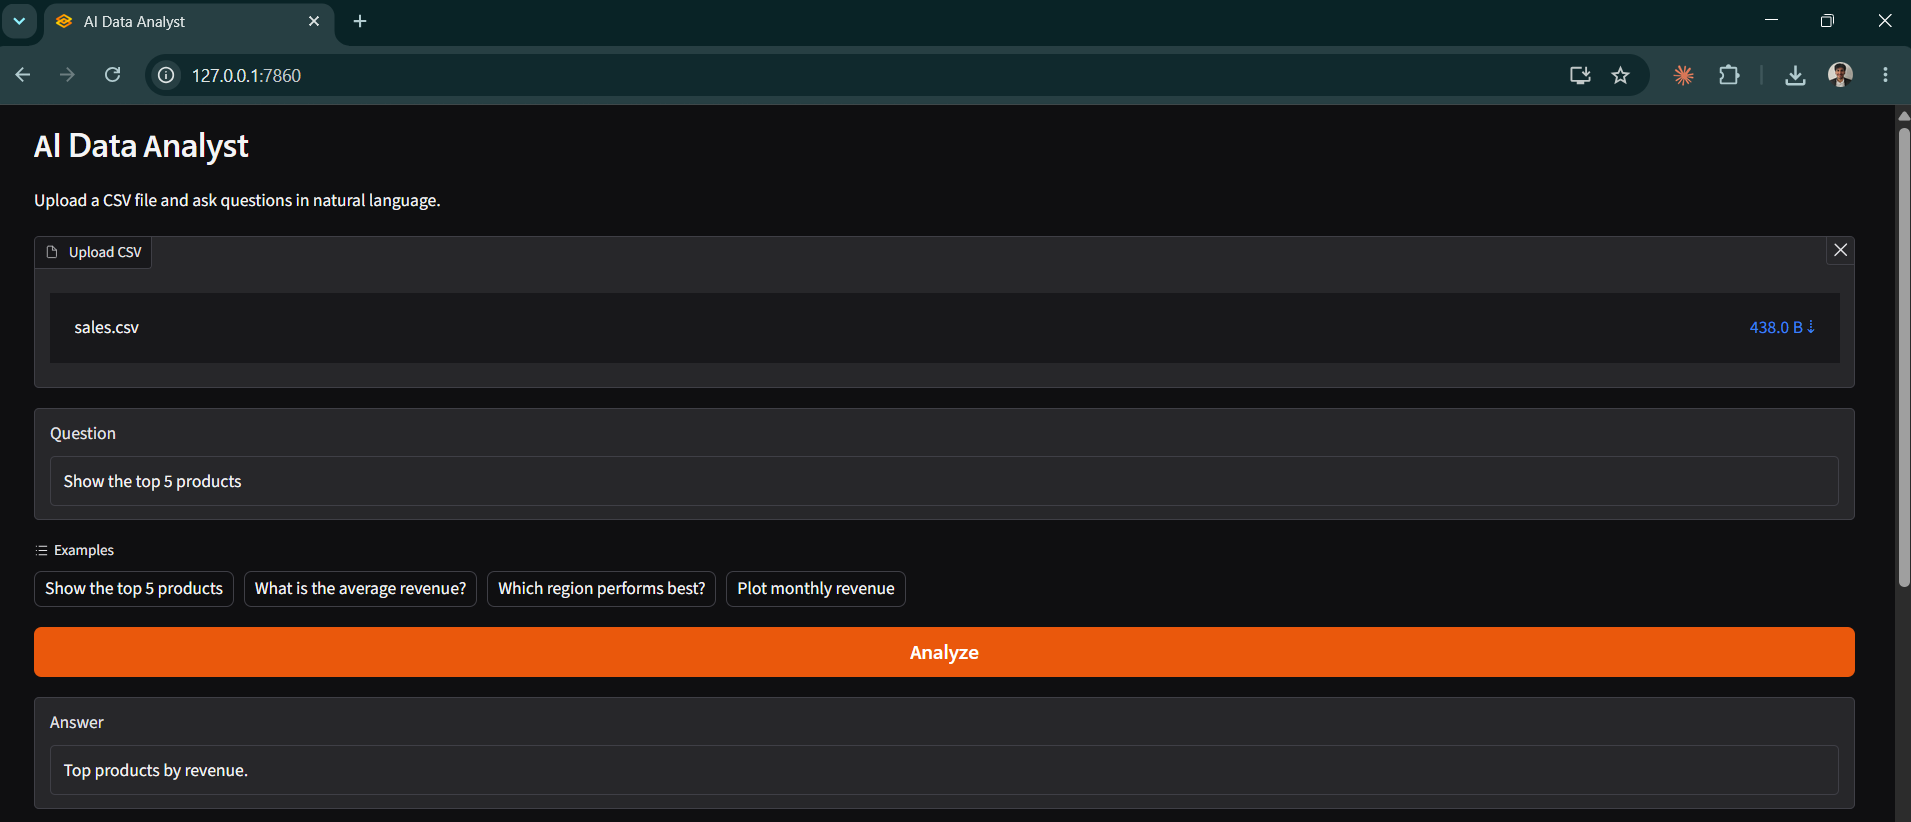 AI Data Analyst
127.0.0.1:7860
AI Data Analyst
Upload a CSV file and ask questions in natural language.
Upload CSV
sales.csv 438.0 B ⇣
Question
Show the top 5 products
Examples
Show the top 5 products What is the average revenue? Which region performs best? Plot monthly revenue
Analyze
Answer
Top products by revenue.